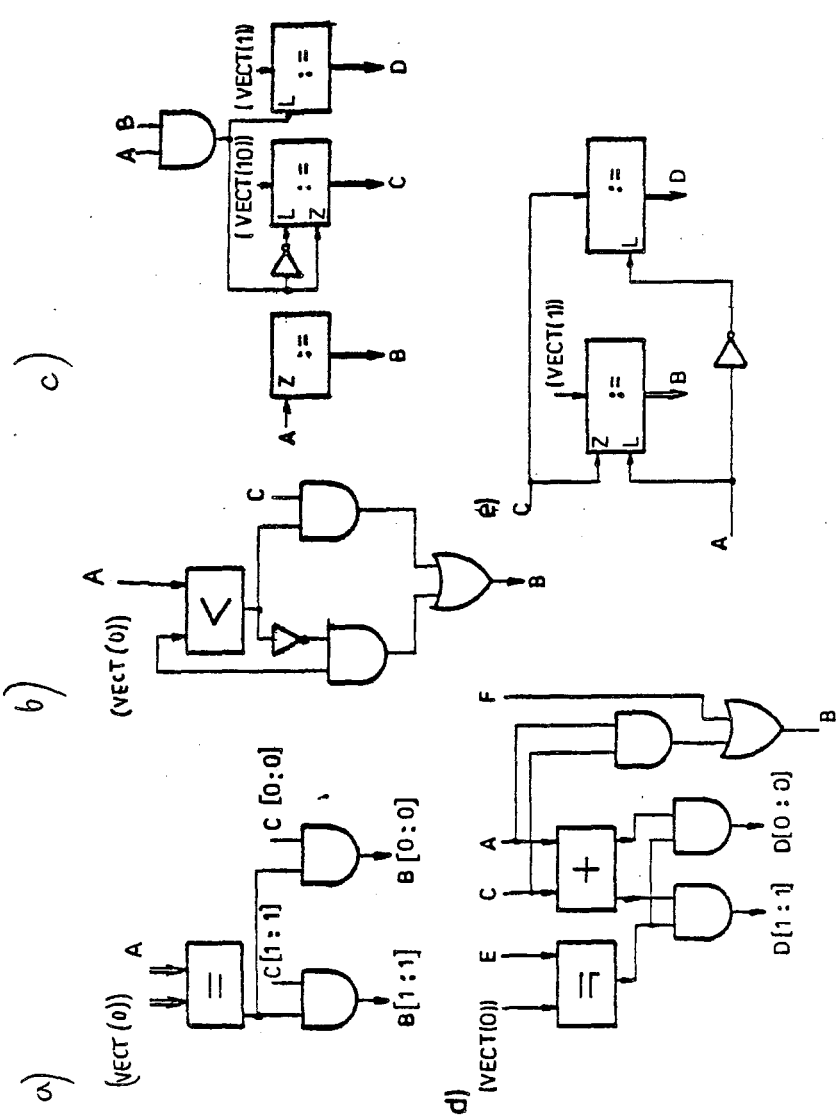 a)
(VECT (0))
A
=
C[1:1]
C [0:0]
B[1:1]
B[0:0]
b)
(VECT (0))
A
<
C
B
c)
A
B
(VECT(10))
(VECT(1))
A
Z
:=
L
Z
:=
L
:=
B
C
D
d)
(VECT(0))
E
C
A
F
+
D[1:1]
D[0:0]
B
e)
C
(VECT(1))
Z
L
:=
L
:=
B
D
A